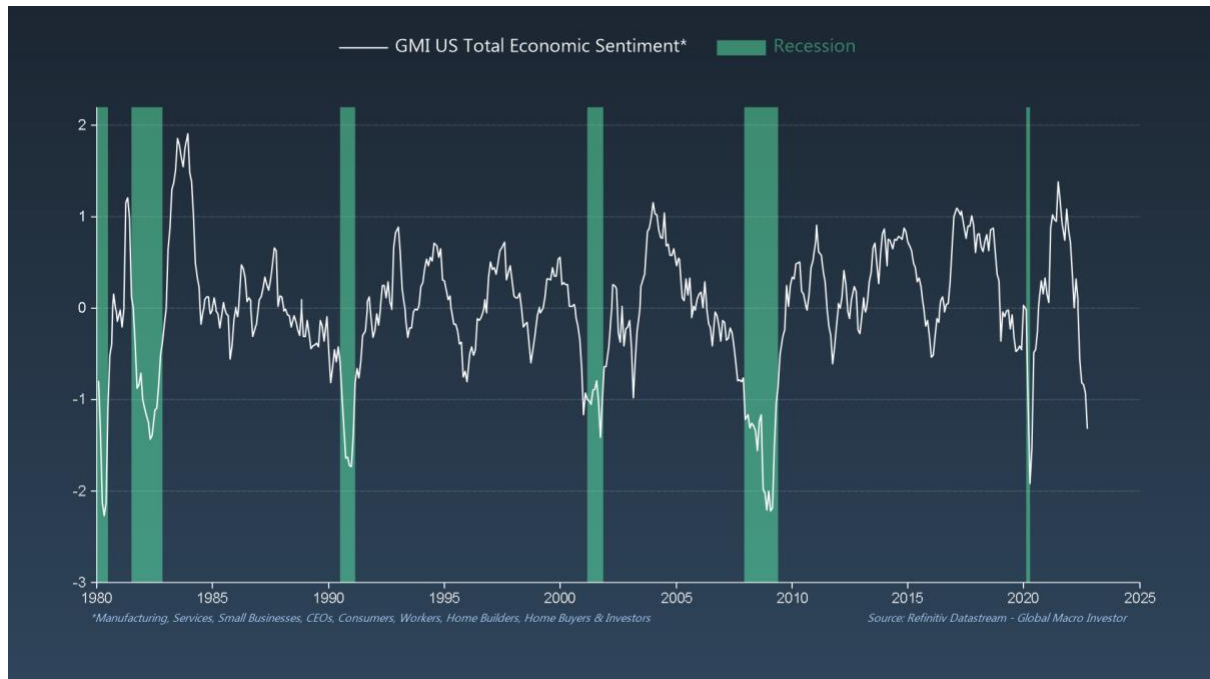 GMI US Total Economic Sentiment* Recession
2
1
0
-1
-2
-3
1980 1985 1990 1995 2000 2005 2010 2015 2020 2025
*Manufacturing, Services, Small Businesses, CEOs, Consumers, Workers, Home Builders, Home Buyers & Investors Source: Refinitiv Datastream - Global Macro Investor